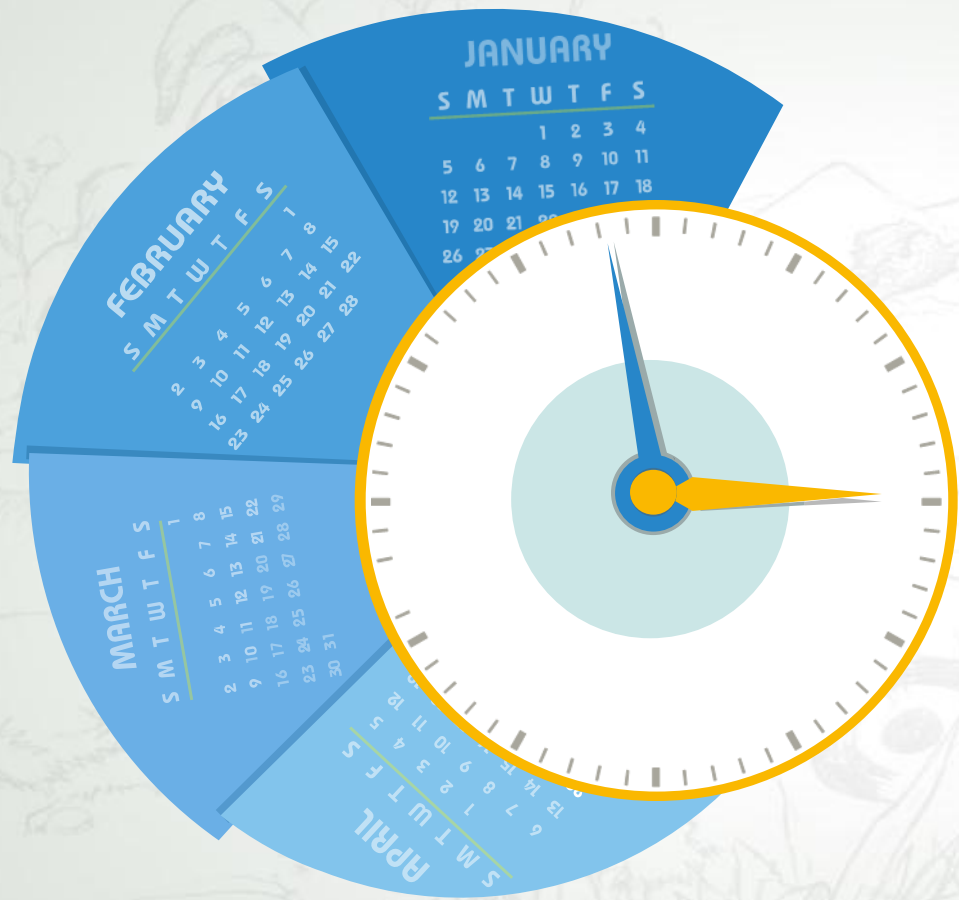 JANUARY
S M T W T F S
1 2 3 4
5 6 7 8 9 10 11
12 13 14 15 16 17 18
19 20 21
26
FEBRUARY
S M T W T F S
1
2 3 4 5 6 7 8
9 10 11 12 13 14 15
16 17 18 19 20 21 22
23 24 25 26 27 28
MARCH
S M T W T F S
1
2 3 4 5 6 7 8
9 10 11 12 13 14 15
16 17 18 19 20 21 22
23 24 25 26 27 28 29
30 31
APRIL
S M T W T F S
1 2 3 4 5
6 7 8 9 10 11 12
13 14 15